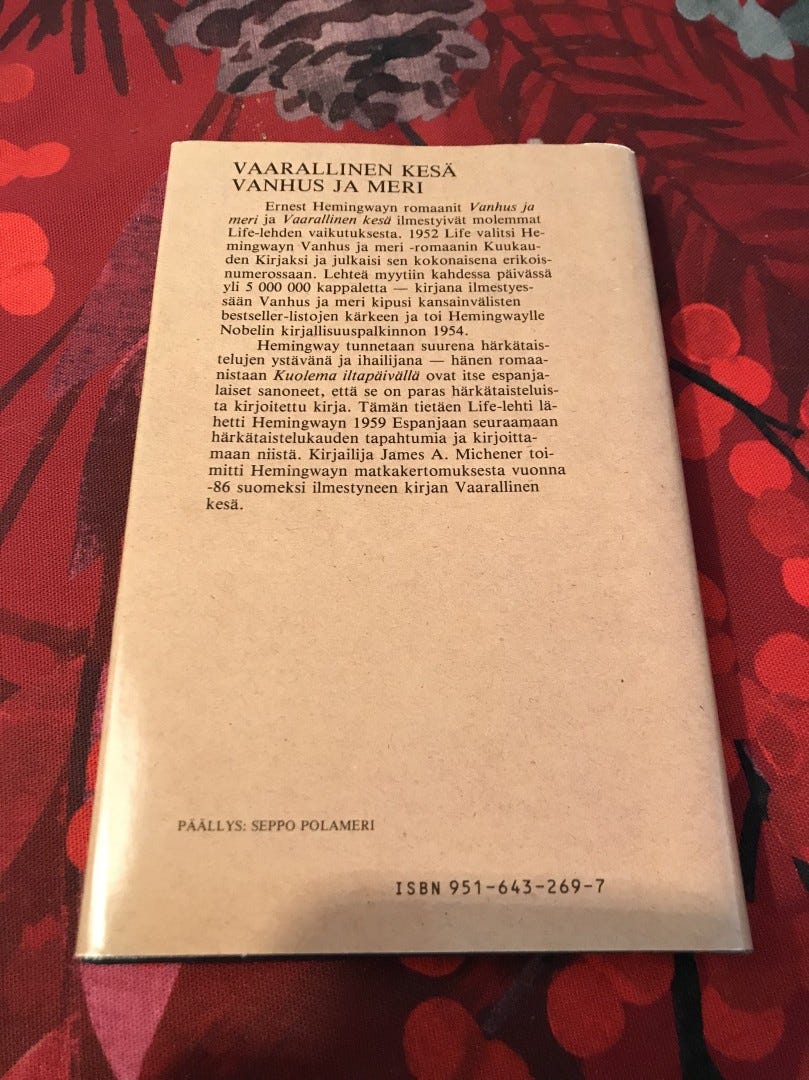 VAARALLINEN KESÄ
VANHUS JA MERI
Ernest Hemingwayn romaanit Vanhus ja
meri ja Vaarallinen kesä ilmestyivät molemmat
Life-lehden vaikutuksesta. 1952 Life valitsi He-
mingwayn Vanhus ja meri -romaanin Kuukau-
den Kirjaksi ja julkaisi sen kokonaisena erikois-
numerossaan. Lehteä myytiin kahdessa päivässä
yli 5 000 000 kappaletta — kirjana ilmestyes-
sään Vanhus ja meri kipusi kansainvälisten
bestseller-listojen kärkeen ja toi Hemingwaylle
Nobelin kirjallisuuspalkinnon 1954.
Hemingway tunnetaan suurena härkätais-
telujen ystävänä ja ihailijana — hänen romaa-
nistaan Kuolema iltapäivällä ovat itse espanja-
laiset sanoneet, että se on paras härkätaisteluis-
ta kirjoitettu kirja. Tämän tietäen Life-lehti lä-
hetti Hemingwayn 1959 Espanjaan seuraamaan
härkätaistelukauden tapahtumia ja kirjoitta-
maan niistä. Kirjailija James A. Michener toi-
mitti Hemingwayn matkakertomuksesta vuonna
-86 suomeksi ilmestyneen kirjan Vaarallinen
kesä.
PÄÄLLYS: SEPPO POLAMERI
ISBN 951-643-269-7